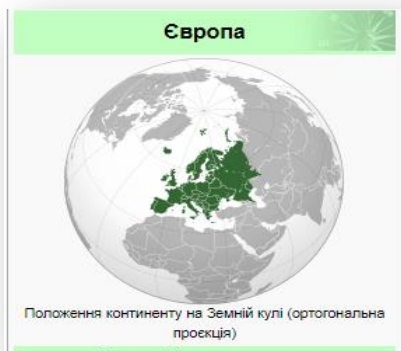 Європа
Положення континенту на Земній кулі (ортогональна
проєкція)